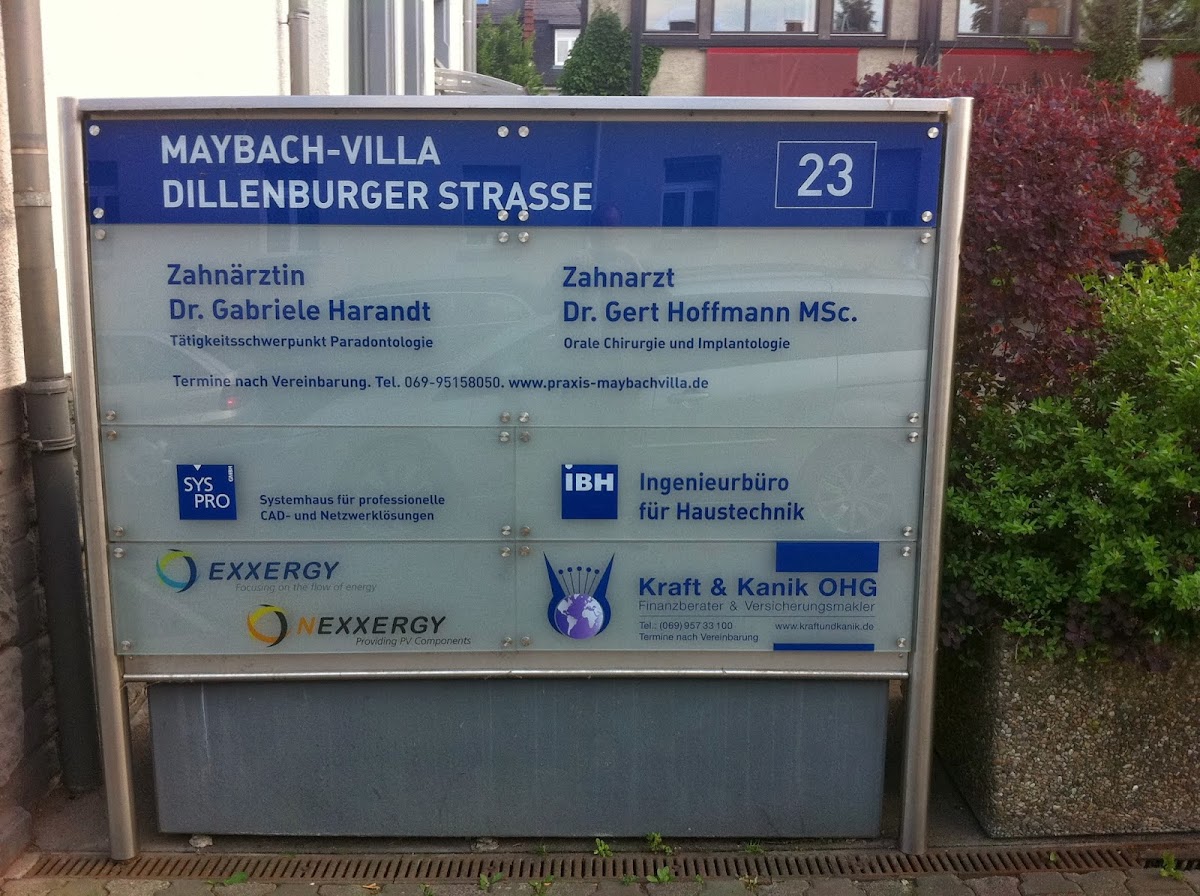 MAYBACH-VILLA
DILLENBURGER STRASSE
23
Zahnärztin
Dr. Gabriele Harandt
Tätigkeitsschwerpunkt Paradontologie
Zahnarzt
Dr. Gert Hoffmann MSc.
Orale Chirurgie und Implantologie
Termine nach Vereinbarung. Tel. 069-95158050. www.praxis-maybachvilla.de
SYS
PRO
GMBH
Systemhaus für professionelle
CAD- und Netzwerklösungen
iBH
Ingenieurbüro
für Haustechnik
EXXERGY
Focusing on the flow of energy
NEXXERGY
Providing PV Components
Kraft & Kanik OHG
Finanzberater & Versicherungsmakler
Tel.: (069) 957 33 100
Termine nach Vereinbarung
www.kraftundkanik.de